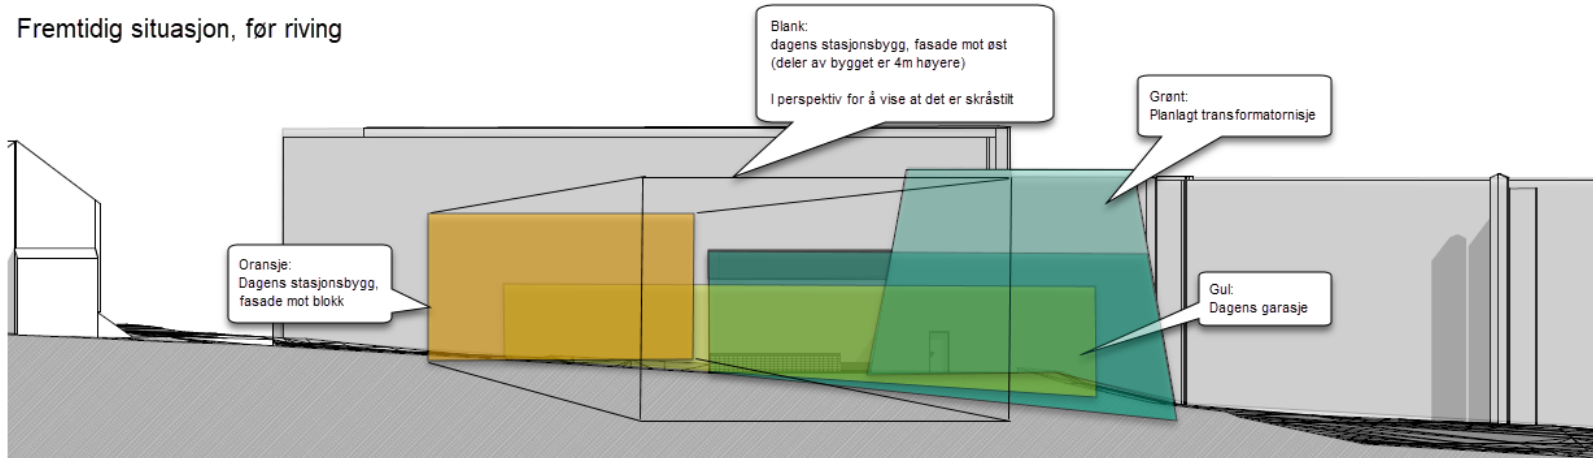 Fremtidig situasjon, før riving
Blank:
dagens stasjonsbygg, fasade mot øst
(deler av bygget er 4m høyere)
I perspektiv for å vise at det er skråstilt
Grønt:
Planlagt transformatornisje
Oransje:
Dagens stasjonsbygg,
fasade mot blokk
Gul:
Dagens garasje